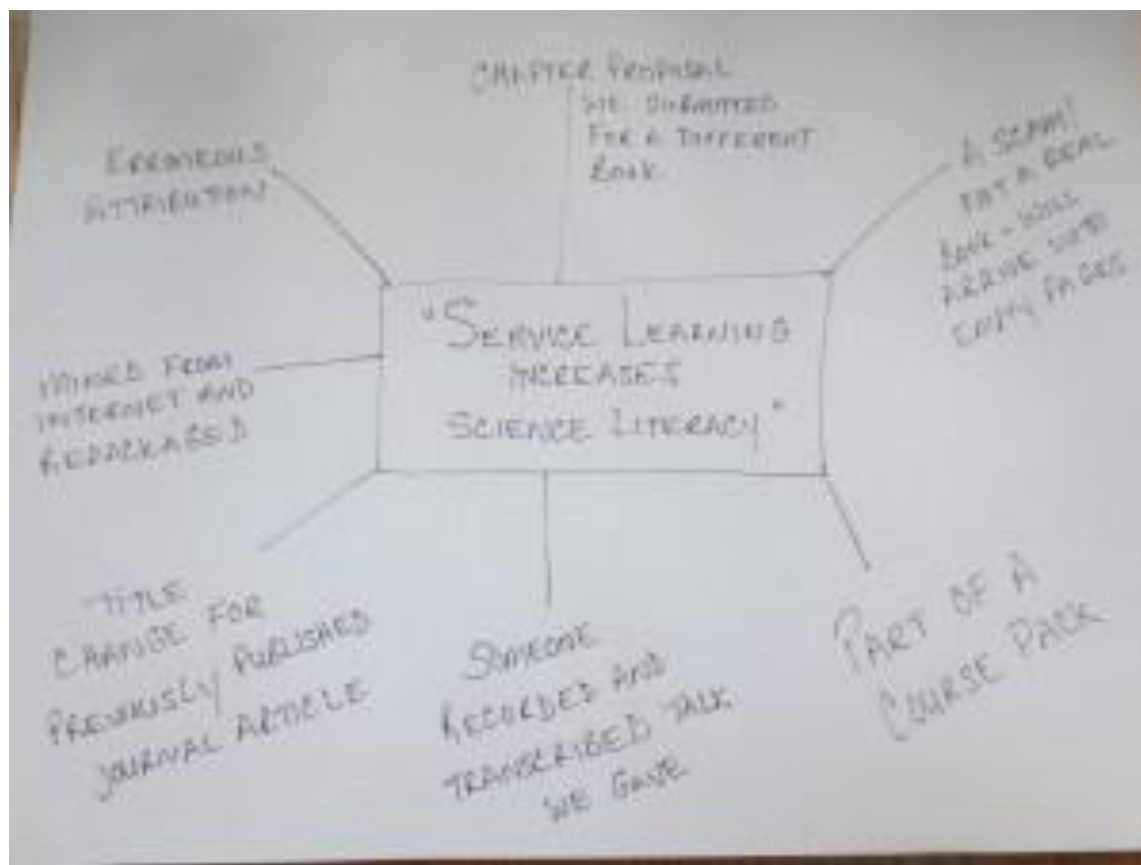 CHAPTER PROPOSAL
WE SUBMITTED
FOR A DIFFERENT
BOOK
ERRONEOUS
ATTRIBUTION
A SCAM!
NOT A REAL
BOOK - WILL
ARRIVE WITH
EMPTY PAGES
"SERVICE LEARNING
INCREASES
SCIENCE LITERACY"
MINED FROM
INTERNET AND
REPACKAGED
TITLE
CHANGE FOR
PREVIOUSLY PUBLISHED
JOURNAL ARTICLE
SOMEONE
RECORDED AND
TRANSCRIBED TALK
WE GAVE
PART OF A
COURSE PACK